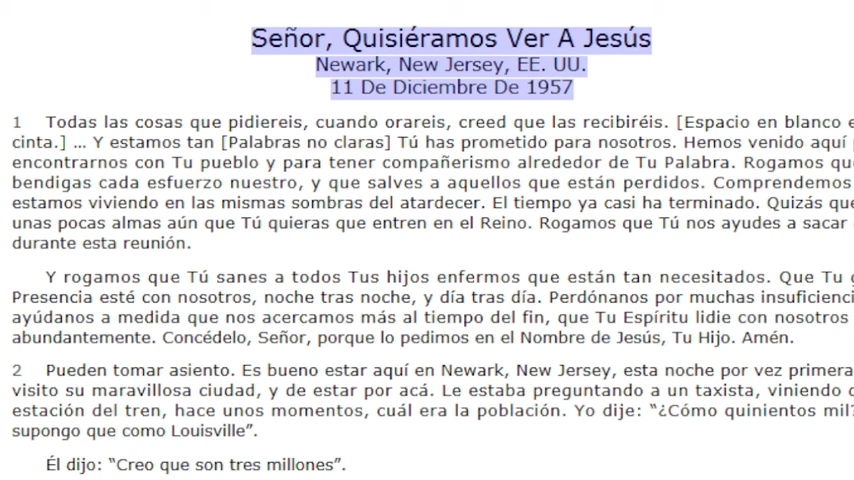 Señor, Quisiéramos Ver A Jesús
Newark, New Jersey, EE. UU.
11 De Diciembre De 1957
1 Todas las cosas que pidiereis, cuando orareis, creed que las recibiréis. [Espacio en blanco e
cinta.] ... Y estamos tan [Palabras no claras] Tú has prometido para nosotros. Hemos venido aquí p
encontrarnos con Tu pueblo y para tener compañerismo alrededor de Tu Palabra. Rogamos que
bendigas cada esfuerzo nuestro, y que salves a aquellos que están perdidos. Comprendemos
estamos viviendo en las mismas sombras del atardecer. El tiempo ya casi ha terminado. Quizás que
unas pocas almas aún que Tú quieras que entren en el Reino. Rogamos que Tú nos ayudes a sacar
durante esta reunión.
Y rogamos que Tú sanes a todos Tus hijos enfermos que están tan necesitados. Que Tu g
Presencia esté con nosotros, noche tras noche, y día tras día. Perdónanos por muchas insuficienci
ayúdanos a medida que nos acercamos más al tiempo del fin, que Tu Espíritu lidie con nosotros
abundantemente. Concédelo, Señor, porque lo pedimos en el Nombre de Jesús, Tu Hijo. Amén.
2 Pueden tomar asiento. Es bueno estar aquí en Newark, New Jersey, esta noche por vez primera
visito su maravillosa ciudad, y de estar por acá. Le estaba preguntando a un taxista, viniendo d
estación del tren, hace unos momentos, cuál era la población. Yo dije: “¿Cómo quinientos mil?
supongo que como Louisville”.
Él dijo: “Creo que son tres millones”.